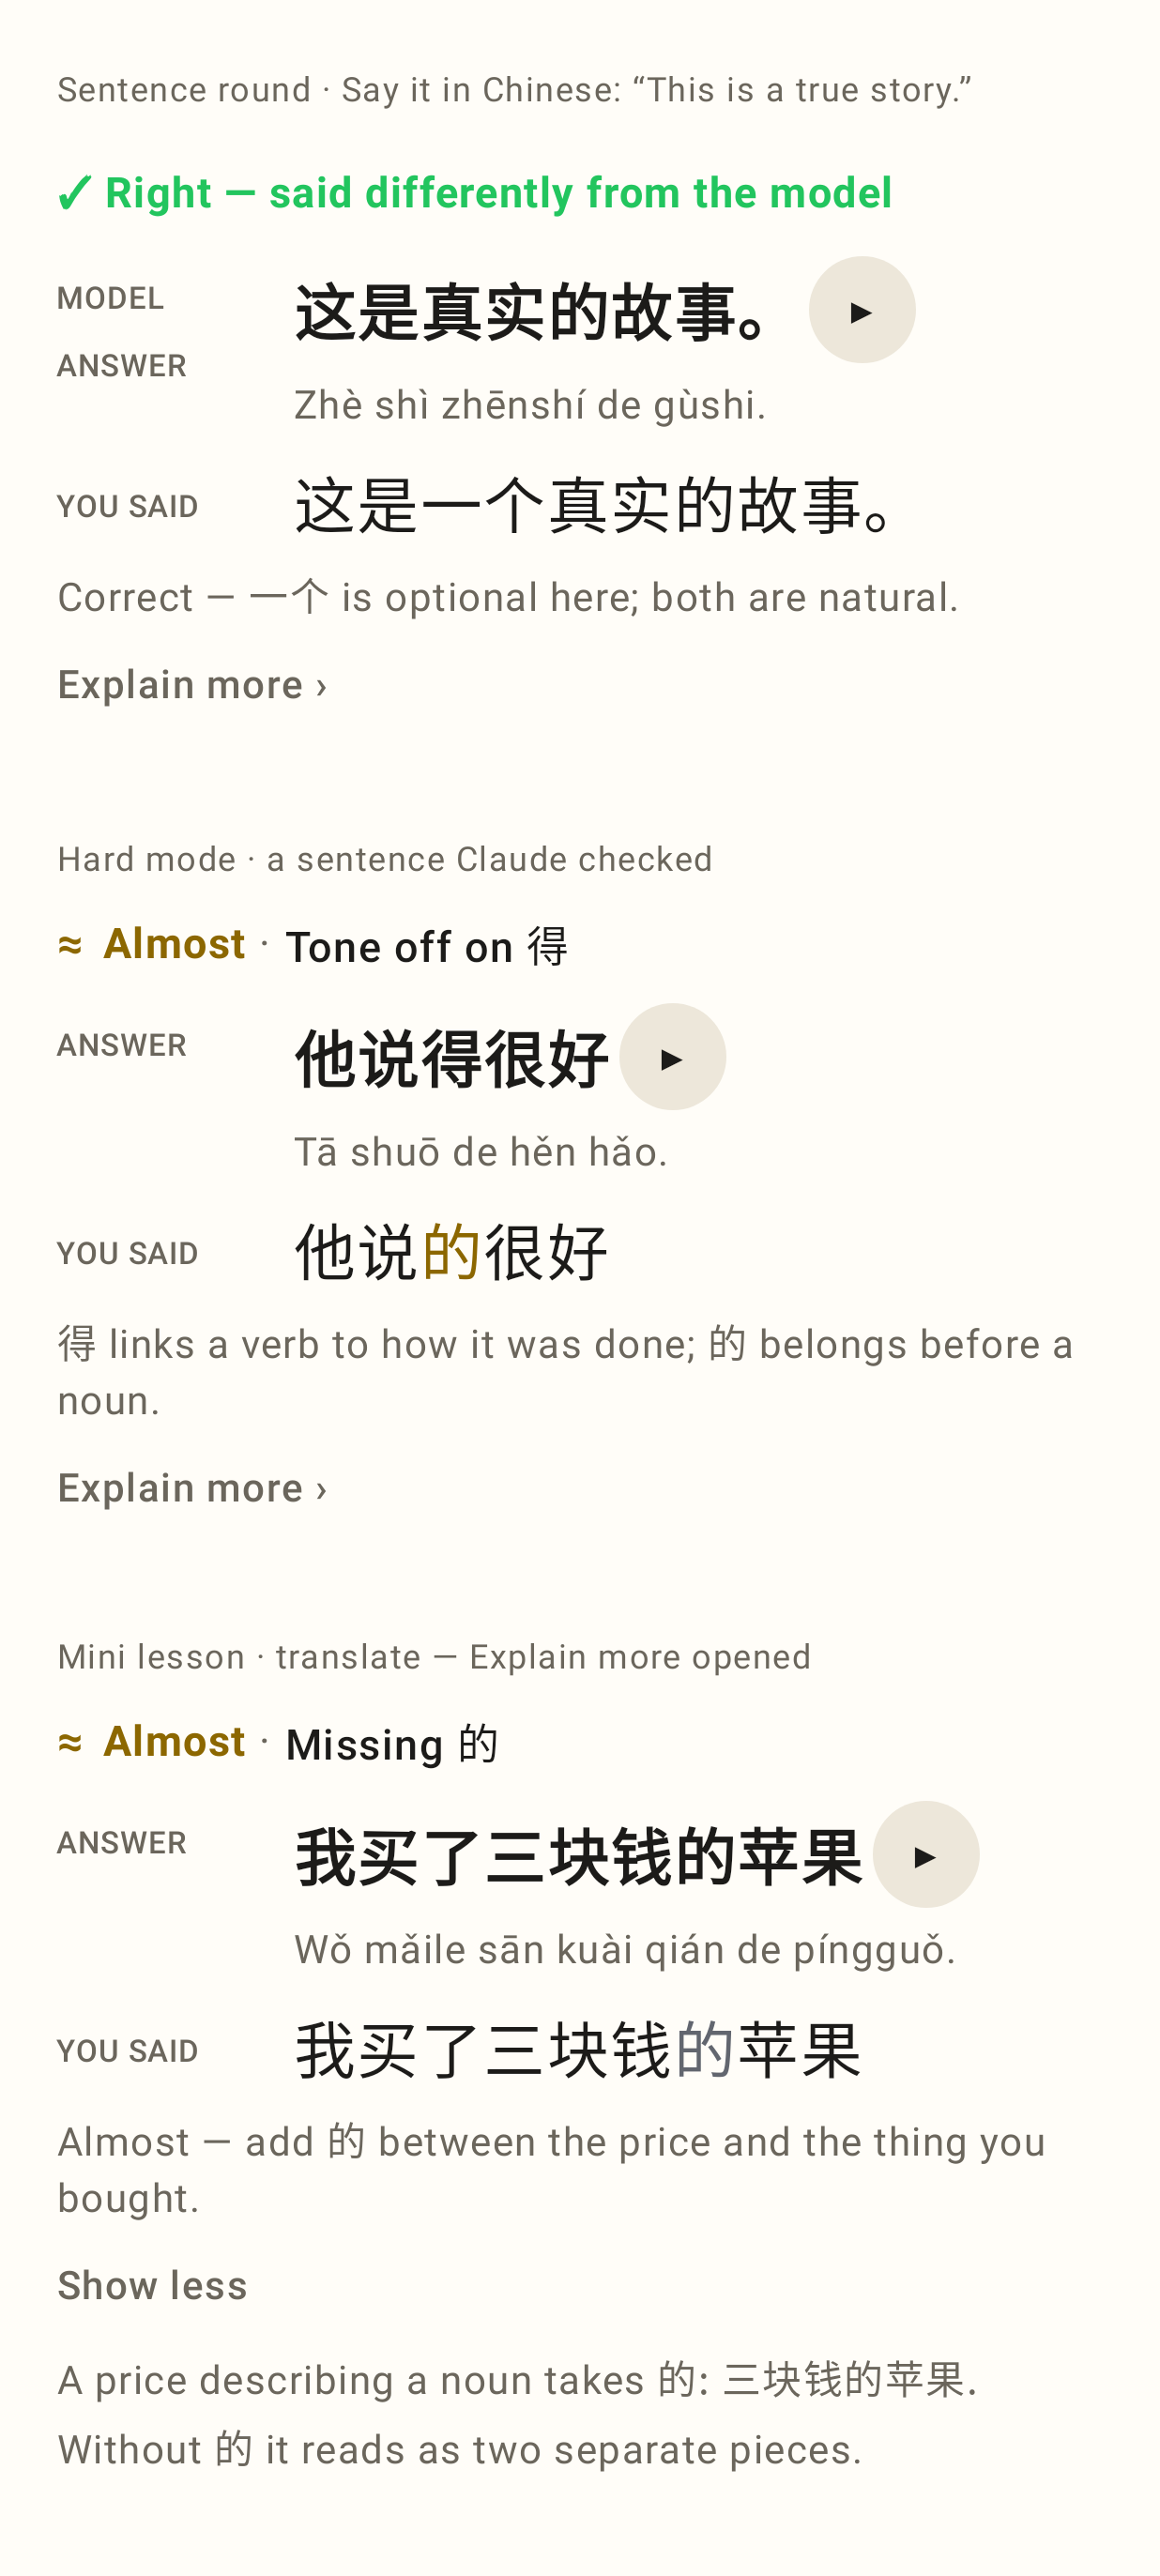 Sentence round · Say it in Chinese: “This is a true story.”
✓ Right — said differently from the model
MODEL ANSWER
这是真实的故事。
Zhè shì zhēnshí de gùshi.
YOU SAID
这是一个真实的故事。
Correct — 一个 is optional here; both are natural.
Explain more ›
Hard mode · a sentence Claude checked
≈ Almost · Tone off on 得
ANSWER
他说得很好
Tā shuō de hěn hǎo.
YOU SAID
他说的很好
得 links a verb to how it was done; 的 belongs before a
noun.
Explain more ›
Mini lesson · translate — Explain more opened
≈ Almost · Missing 的
ANSWER
我买了三块钱的苹果
Wǒ mǎile sān kuài qián de píngguǒ.
YOU SAID
我买了三块钱的苹果
Almost — add 的 between the price and the thing you
bought.
Show less
A price describing a noun takes 的: 三块钱的苹果.
Without 的 it reads as two separate pieces.